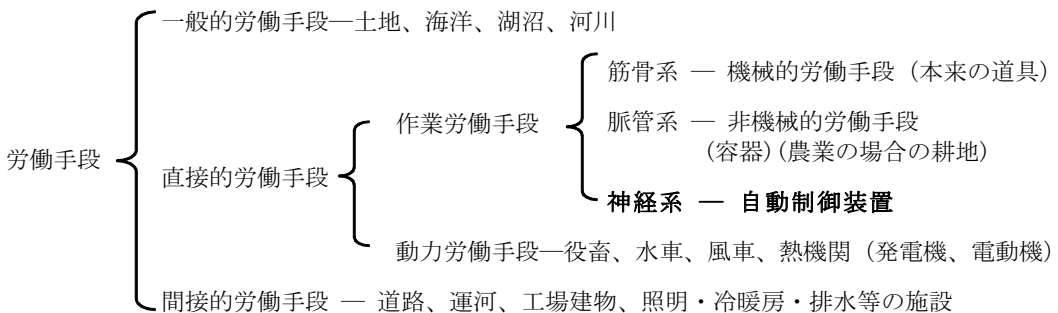 一般的労働手段―土地、海洋、湖沼、河川
筋骨系 ― 機械的労働手段(本来の道具)
作業労働手段
脈管系 ― 非機械的労働手段
(容器)(農業の場合の耕地)
労働手段
直接的労働手段
神経系 ― 自動制御装置
動力労働手段―役畜、水車、風車、熱機関(発電機、電動機)
間接的労働手段 ― 道路、運河、工場建物、照明・冷暖房・排水等の施設